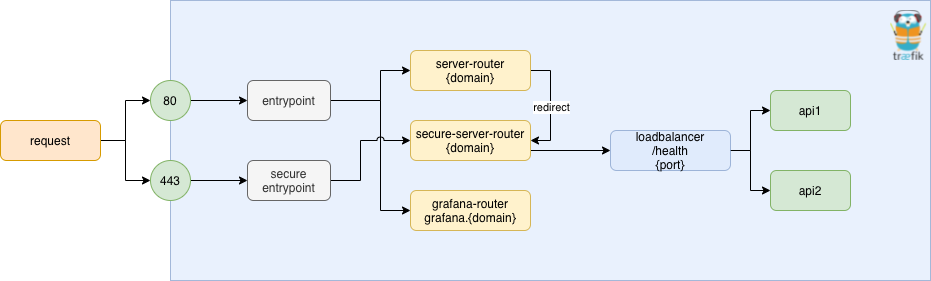 request
80
443
entrypoint
secure
entrypoint
server-router
{domain}
redirect
secure-server-router
{domain}
grafana-router
grafana.{domain}
loadbalancer
/health
{port}
api1
api2
træfik